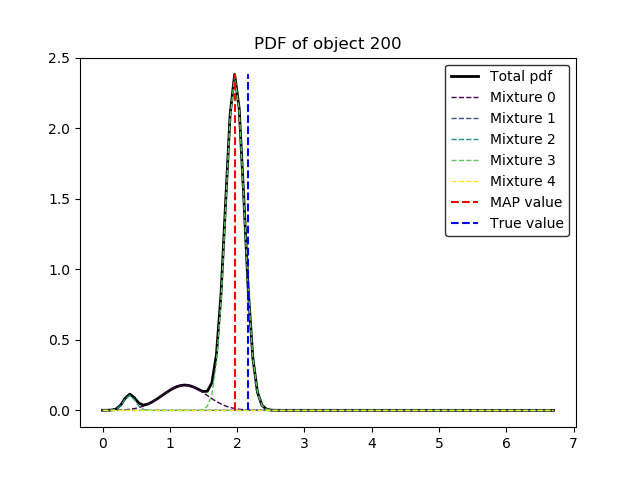 PDF of object 200
2.5
2.0
1.5
1.0
0.5
0.0
0 1 2 3 4 5 6 7
Total pdf
Mixture 0
Mixture 1
Mixture 2
Mixture 3
Mixture 4
MAP value
True value